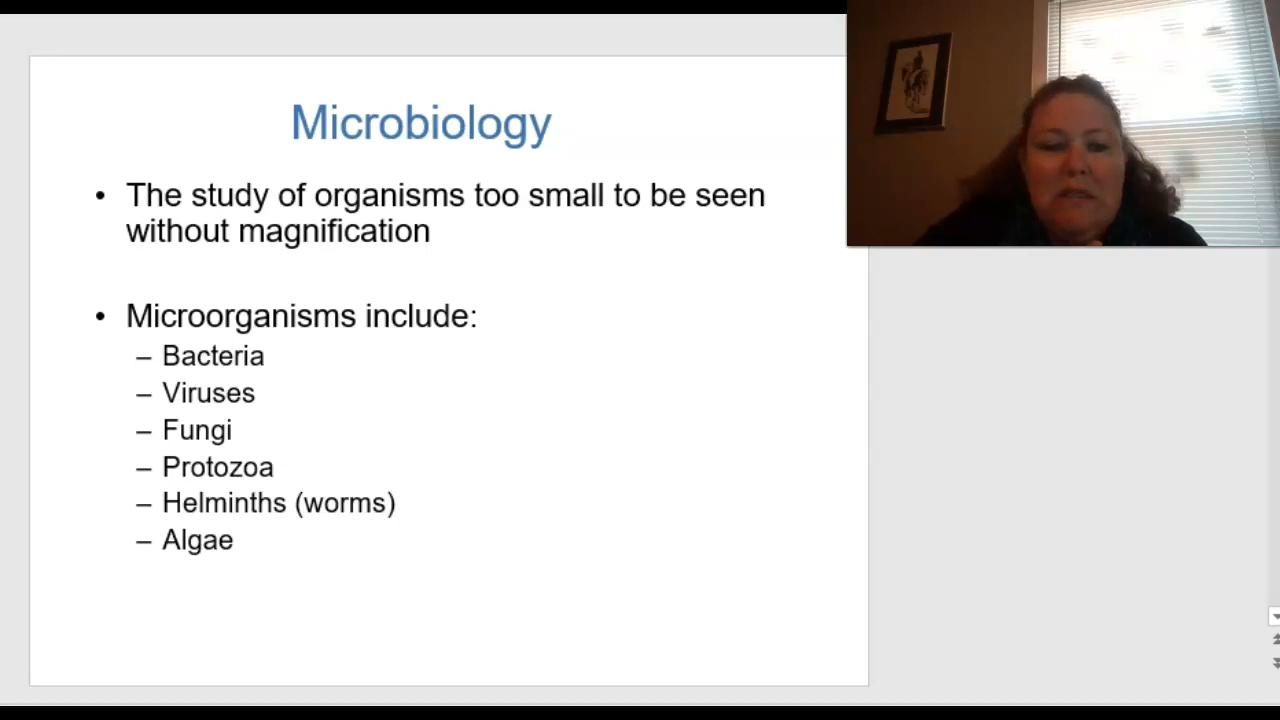 Microbiology
• The study of organisms too small to be seen
without magnification
• Microorganisms include:
– Bacteria
– Viruses
– Fungi
– Protozoa
– Helminths (worms)
– Algae